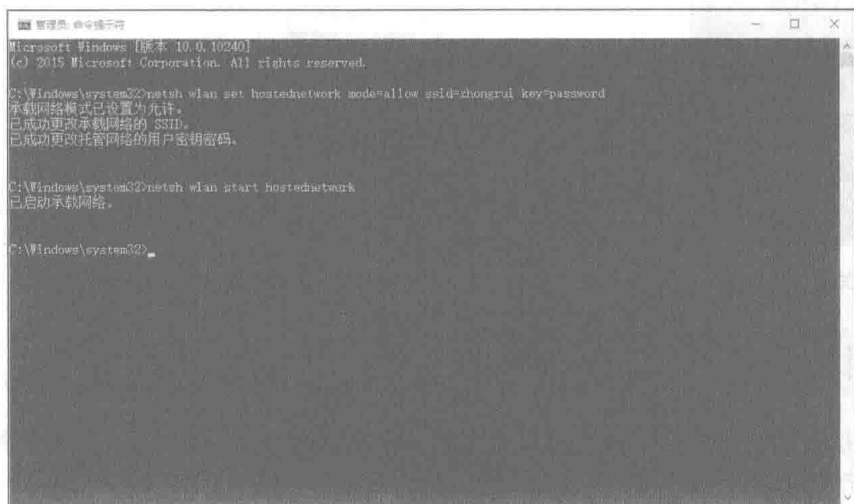 管理员: 命令提示符
Microsoft Windows [版本 10.0.10240]
(c) 2015 Microsoft Corporation. All rights reserved.
C:\Windows\system32>netsh wlan set hostednetwork mode=allow ssid=zhongrui key=password
承载网络模式已设置为允许。
已成功更改承载网络的 SSID。
已成功更改托管网络的用户密钥密码。
C:\Windows\system32>netsh wlan start hostednetwork
已启动承载网络。
C:\Windows\system32>